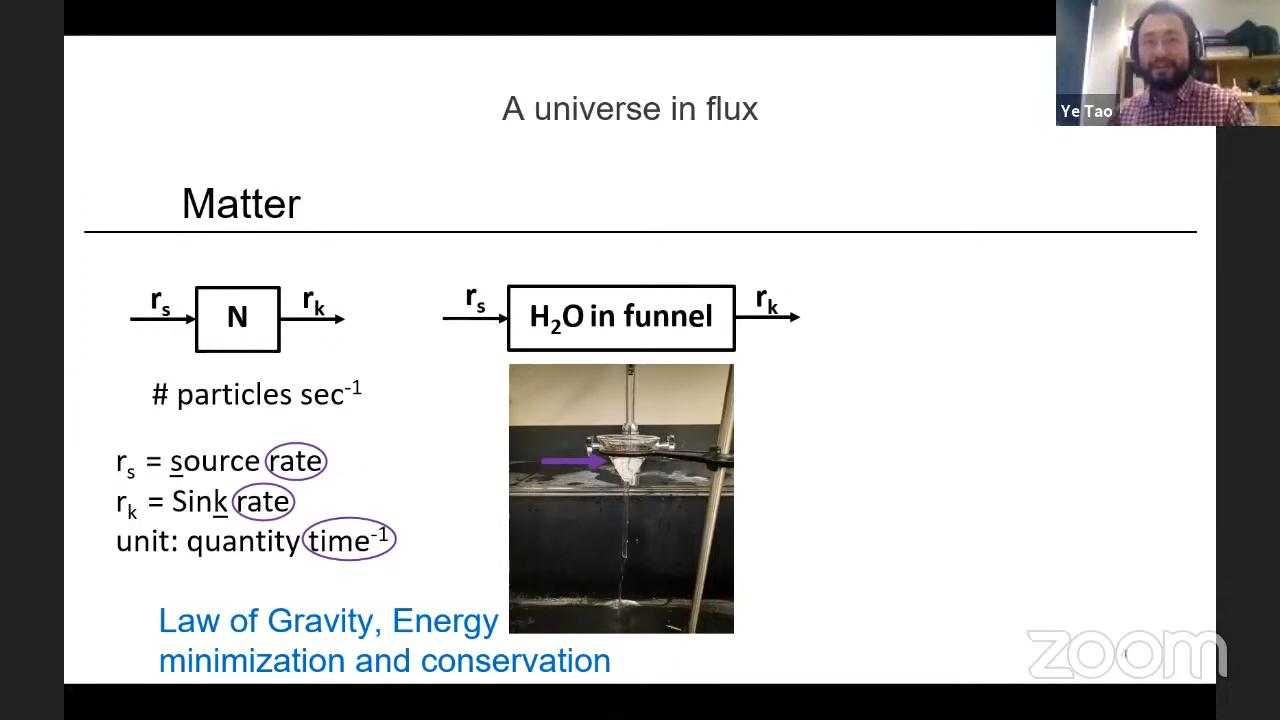 A universe in flux
Ye Tao
Matter
rₛ N rₖ
rₛ H₂O in funnel rₖ
# particles sec⁻¹
rₛ = source rate
rₖ = Sink rate
unit: quantity time⁻¹
Law of Gravity, Energy
minimization and conservation
zoom